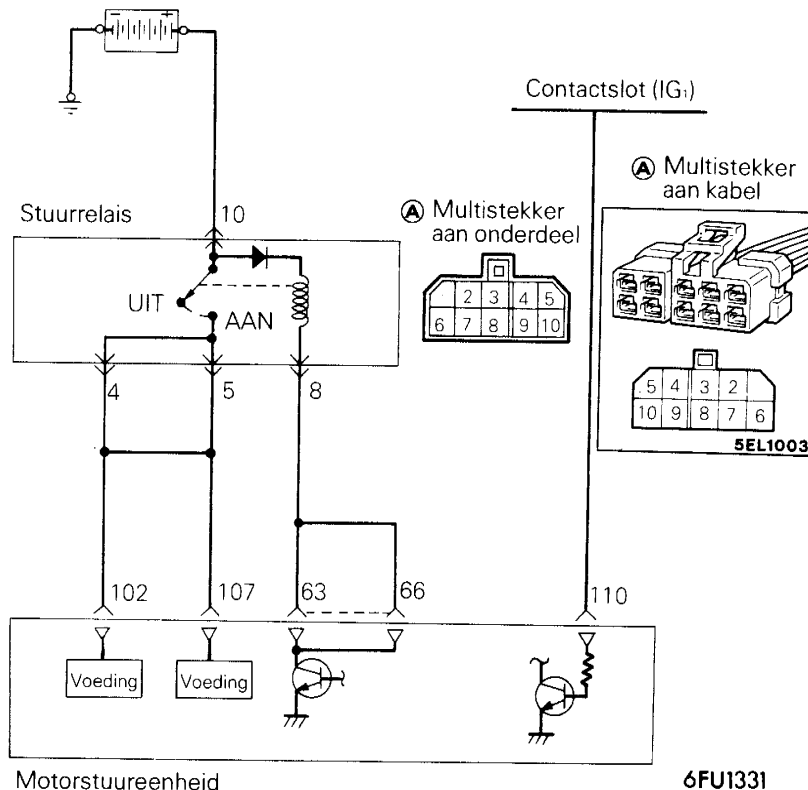 - +
Contactslot (IG₁)
Ⓐ Multistekker
aan kabel
Stuurrelais
10
Ⓐ Multistekker
aan onderdeel
UIT
AAN
2 3 4 5
6 7 8 9 10
5 4 3 2
10 9 8 7 6
5EL1003
4 5 8
102 107 63 66 110
Voeding Voeding
Motorstuureenheid
6FU1331